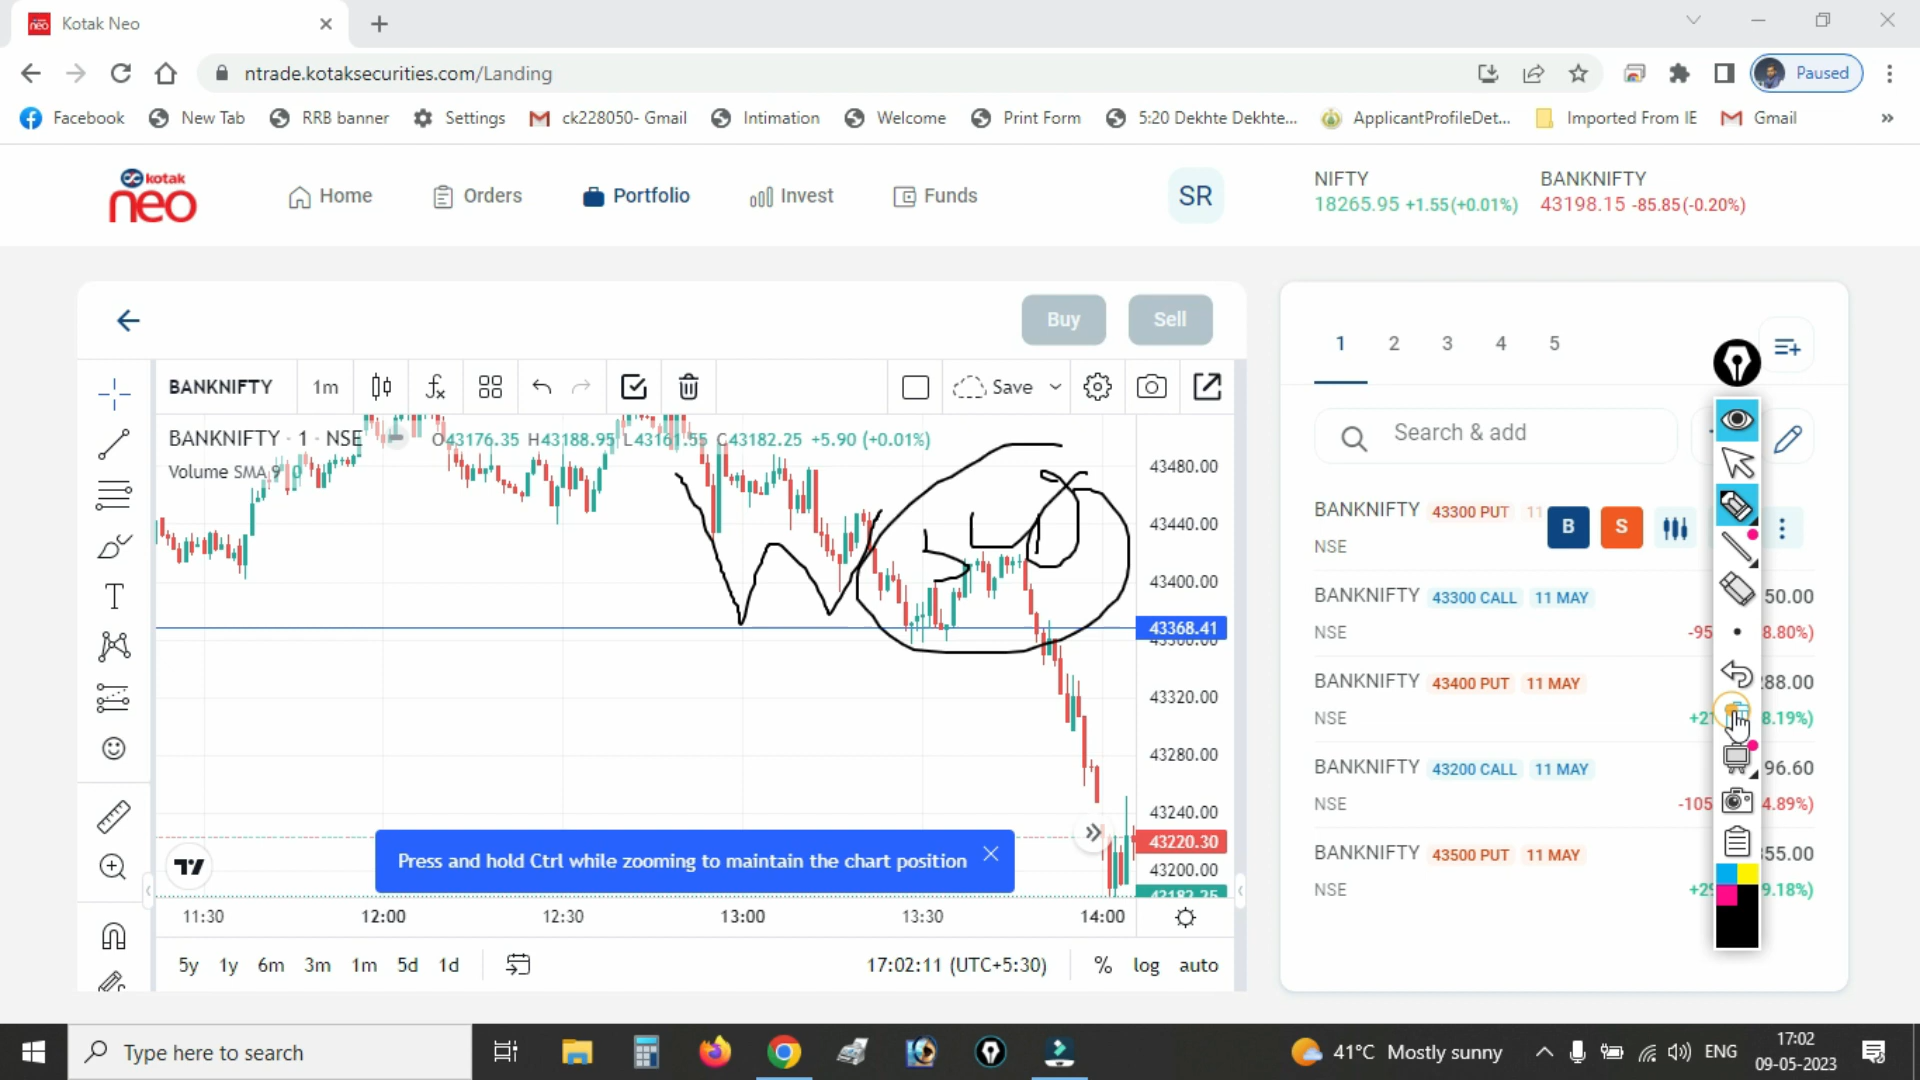 Kotak Neo
ntrade.kotaksecurities.com/Landing
Paused
Facebook New Tab RRB banner Settings ck228050- Gmail Intimation Welcome Print Form 5:20 Dekhte Dekhte... ApplicantProfileDet... Imported From IE Gmail »
kotak
neo
Home Orders Portfolio Invest Funds
SR
NIFTY
18265.95 +1.55(+0.01%)
BANKNIFTY
43198.15 -85.85(-0.20%)
Buy Sell
BANKNIFTY 1m Save
BANKNIFTY · 1 · NSE O43176.35 H43188.95 L43161.55 C43182.25 +5.90 (+0.01%)
Volume SMA 9 0
43480.00
43440.00
43400.00
43368.41
43320.00
43280.00
43240.00
43220.30
43200.00
43182.25
Press and hold Ctrl while zooming to maintain the chart position
11:30 12:00 12:30 13:00 13:30 14:00
5y 1y 6m 3m 1m 5d 1d 17:02:11 (UTC+5:30) % log auto
1 2 3 4 5
Search & add
BANKNIFTY 43300 PUT 11
B S
NSE
BANKNIFTY 43300 CALL 11 MAY 50.00
NSE -95 8.80%)
BANKNIFTY 43400 PUT 11 MAY 288.00
NSE +21 8.19%)
BANKNIFTY 43200 CALL 11 MAY 96.60
NSE -105 4.89%)
BANKNIFTY 43500 PUT 11 MAY 355.00
NSE +29 9.18%)
Type here to search
41°C Mostly sunny
ENG
17:02
09-05-2023